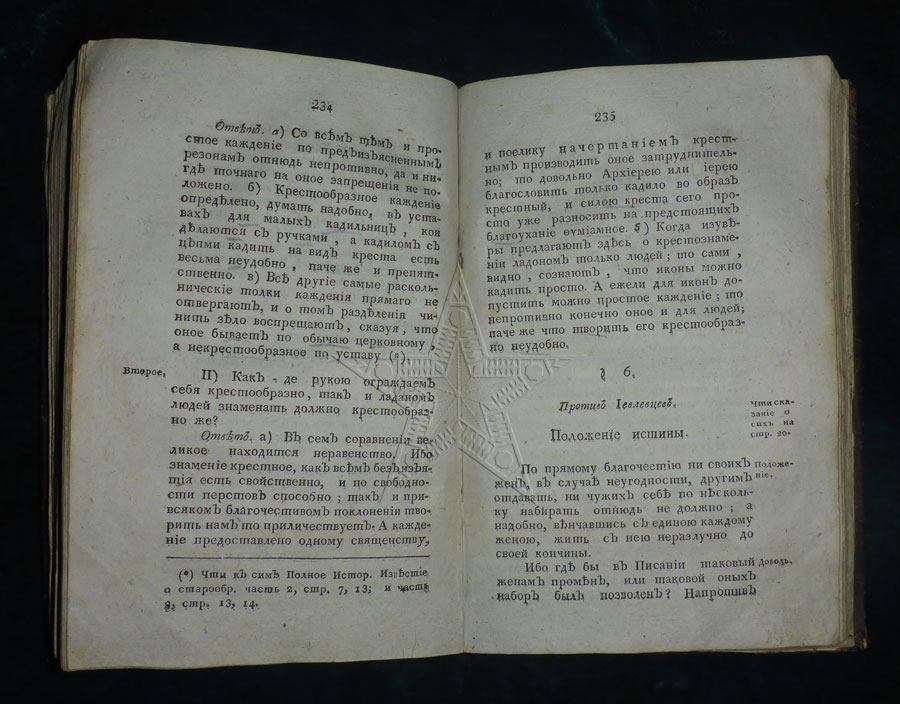 234
Отвѣтъ. а) Со всѣмъ тѣмъ и про-
стое кажденіе по предъизъясненнымъ
резонамъ отнюдь непротивно, да и ни-
гдѣ точнаго на оное запрещенія не по-
ложено. б) Крестообразное кажденіе
опредѣлено, думать надобно, въ уста-
вахъ для малыхъ кадильницъ, кои
дѣлаются съ ручками, а кадиломъ съ
цѣпми кадить на видъ креста есть
весьма неудобно, паче же и препят-
ственно. в) Всѣ другіе самые расколь-
ническіе толки кажденія прямаго не
отвергаютъ, и о томъ раздѣленія чи-
нить зѣло воспрещаютъ, сказуя, что
оное бываетъ по обычаю церковному,
а некрестообразное по уставу (*).
Второе.
II) Какъ-де рукою ограждаемъ
себя крестообразно, такъ и ладаномъ
людей знаменать должно крестообраз-
но же?
Отвѣтъ. а) Въ сем соравненіи ве-
ликое находится неравенство. Ибо
знаменіе крестное, какъ всѣмъ безъизъя-
тія есть свойственно, и по свободно-
сти перстовъ способно; такъ и при-
всякомъ благочестивомъ поклоненіи тво-
рить намъ то приличествуетъ. А кажде-
ніе предоставлено одному священству,
(*) Чти къ симъ Полное Истор. Извѣстіе
о старообр. часть 2, стр. 7, 13; и часть
3, стр. 13, 14.
235
и поелику начертаніемъ крест-
нымъ производить оное затруднитель-
но; то довольно Архіерею или іерею
благословить только кадило во образъ
крестный, и силою креста сего про-
сто уже разносить на предстоящихъ
благоуханіе ѳуміамное. б) Когда изувѣ-
ры предлагаютъ здѣсь о крестознаме-
ніи ладономъ только людей; то сами,
видно, сознаютъ, что иконы можно
кадить просто. А ежели для иконъ до-
пустить можно простое кажденіе; то
непротивно конечно оное и для людей;
паче же что творить его крестообраз-
но неудобно.
§ 6.
Противъ Іевлевцевъ.
Чти ска-
заніе о
сихъ на
стр. 20.
Положеніе истины.
По прямому благочестію ни своихъ
Положе-
ніе.
женъ, въ случаѣ неугодности, другимъ
отдавать, ни чужихъ себѣ по нѣсколь-
ку набирать отнюдь не должно; а
надобно, вѣнчавшись съ единою каждому
женою, жить съ нею неразлучно до
своей кончины.
Ибо гдѣ бы въ Писаніи таковый
Доводъ.
женамъ промѣнъ, или таковой оныхъ
наборъ былъ позволенъ? Напротивъ